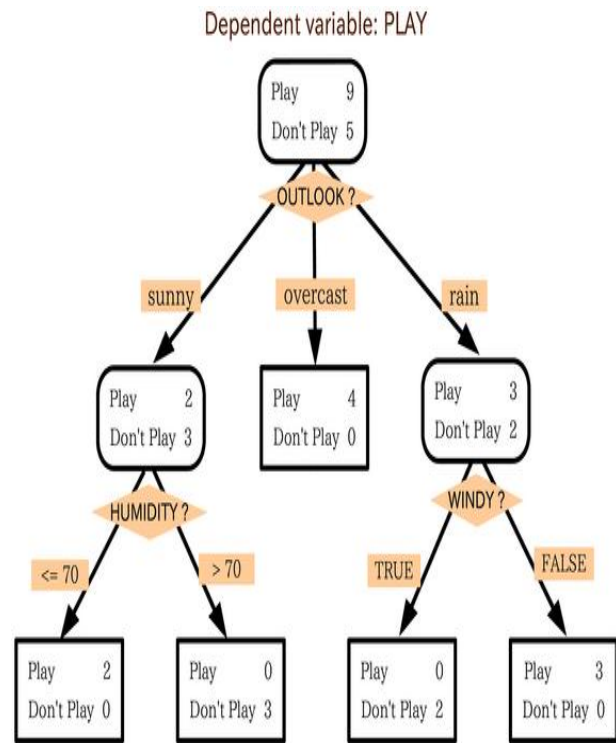 Dependent variable: PLAY
Play 9
Don't Play 5
OUTLOOK ?
sunny
overcast
rain
Play 2
Don't Play 3
Play 4
Don't Play 0
Play 3
Don't Play 2
HUMIDITY ?
WINDY ?
<= 70
> 70
TRUE
FALSE
Play 2
Don't Play 0
Play 0
Don't Play 3
Play 0
Don't Play 2
Play 3
Don't Play 0